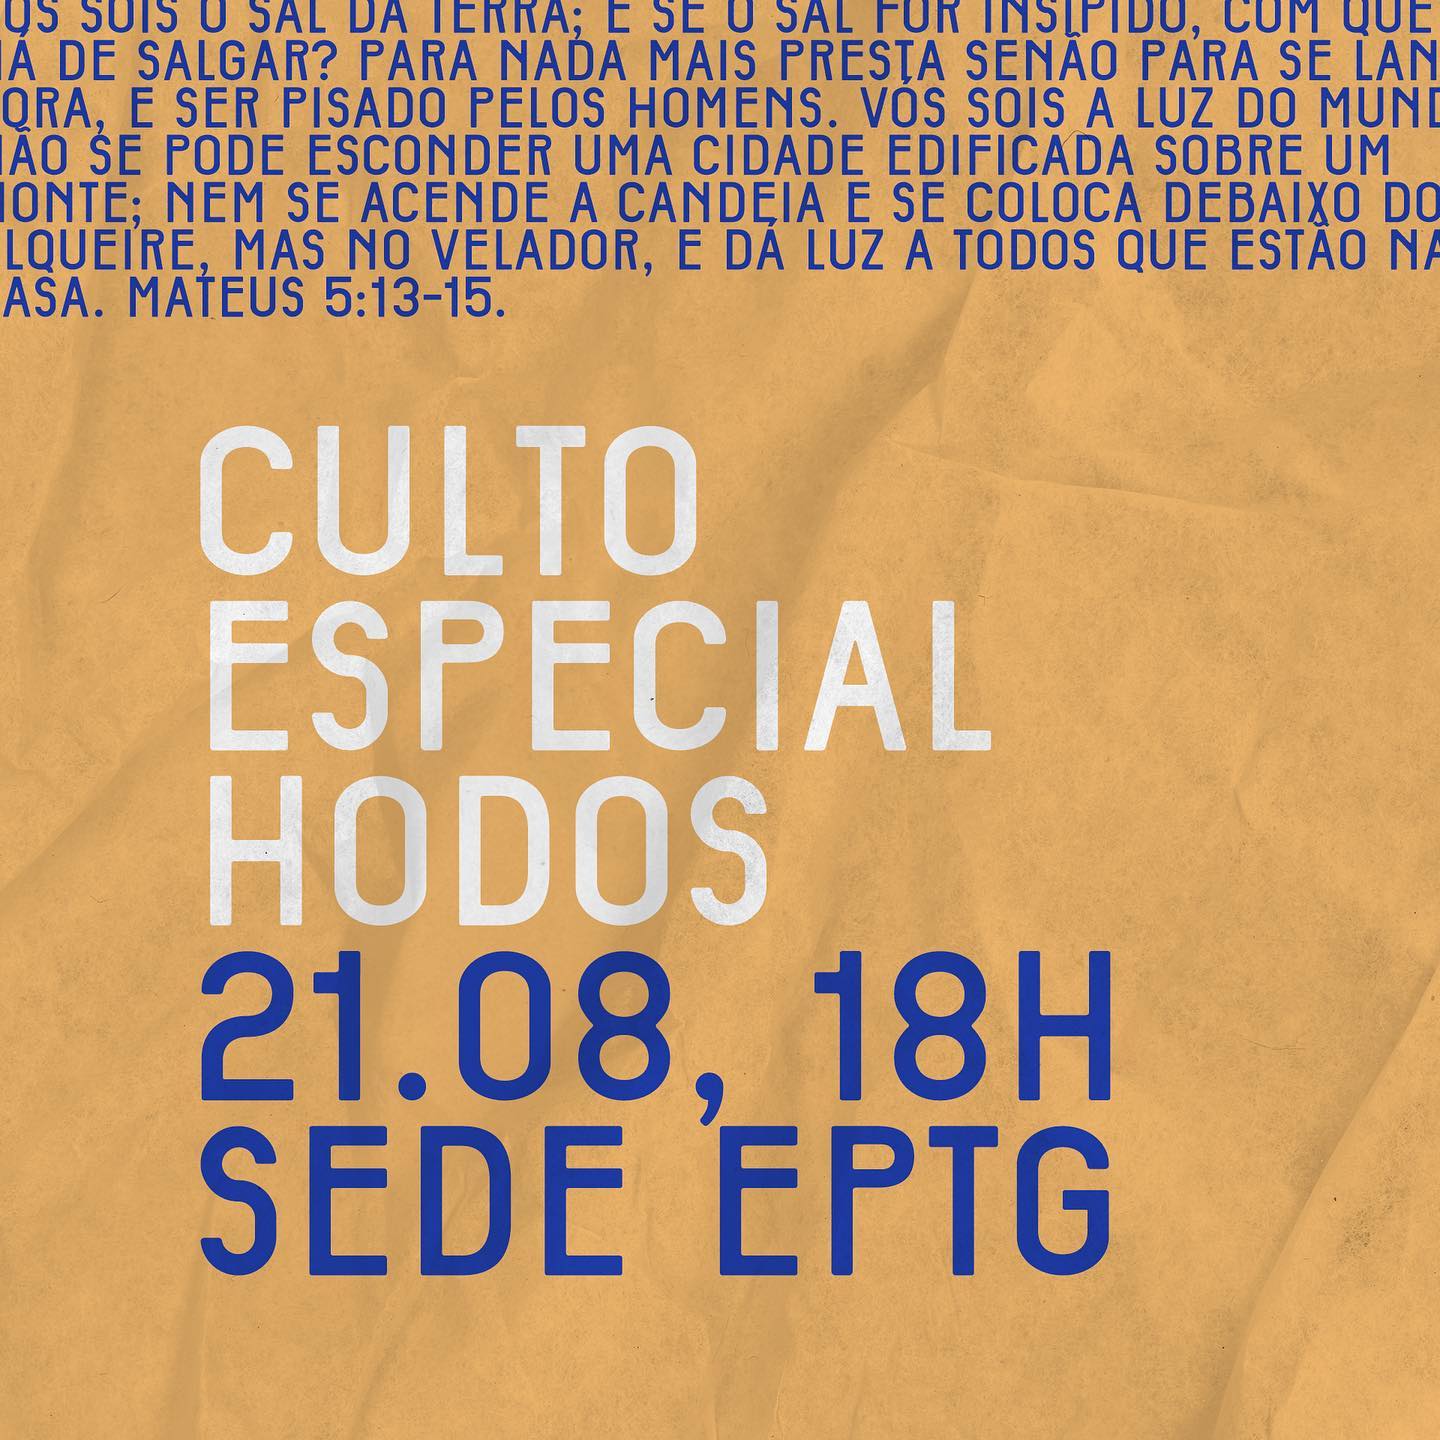 ÓS SOIS O SAL DA TERRA; E SE O SAL FOR INSÍPIDO, COM QUE
Á DE SALGAR? PARA NADA MAIS PRESTA SENÃO PARA SE LAN
ORA, E SER PISADO PELOS HOMENS. VÓS SOIS A LUZ DO MUND
ÃO SE PODE ESCONDER UMA CIDADE EDIFICADA SOBRE UM
ONTE; NEM SE ACENDE A CANDEIA E SE COLOCA DEBAIXO DO
LQUEIRE, MAS NO VELADOR, E DÁ LUZ A TODOS QUE ESTÃO NA
ASA. MATEUS 5:13-15.
CULTO
ESPECIAL
HODOS
21.08, 18H
SEDE EPTG